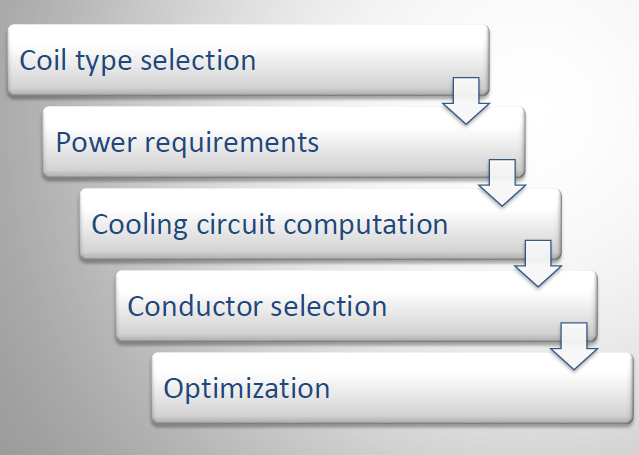 Coil type selection
Power requirements
Cooling circuit computation
Conductor selection
Optimization